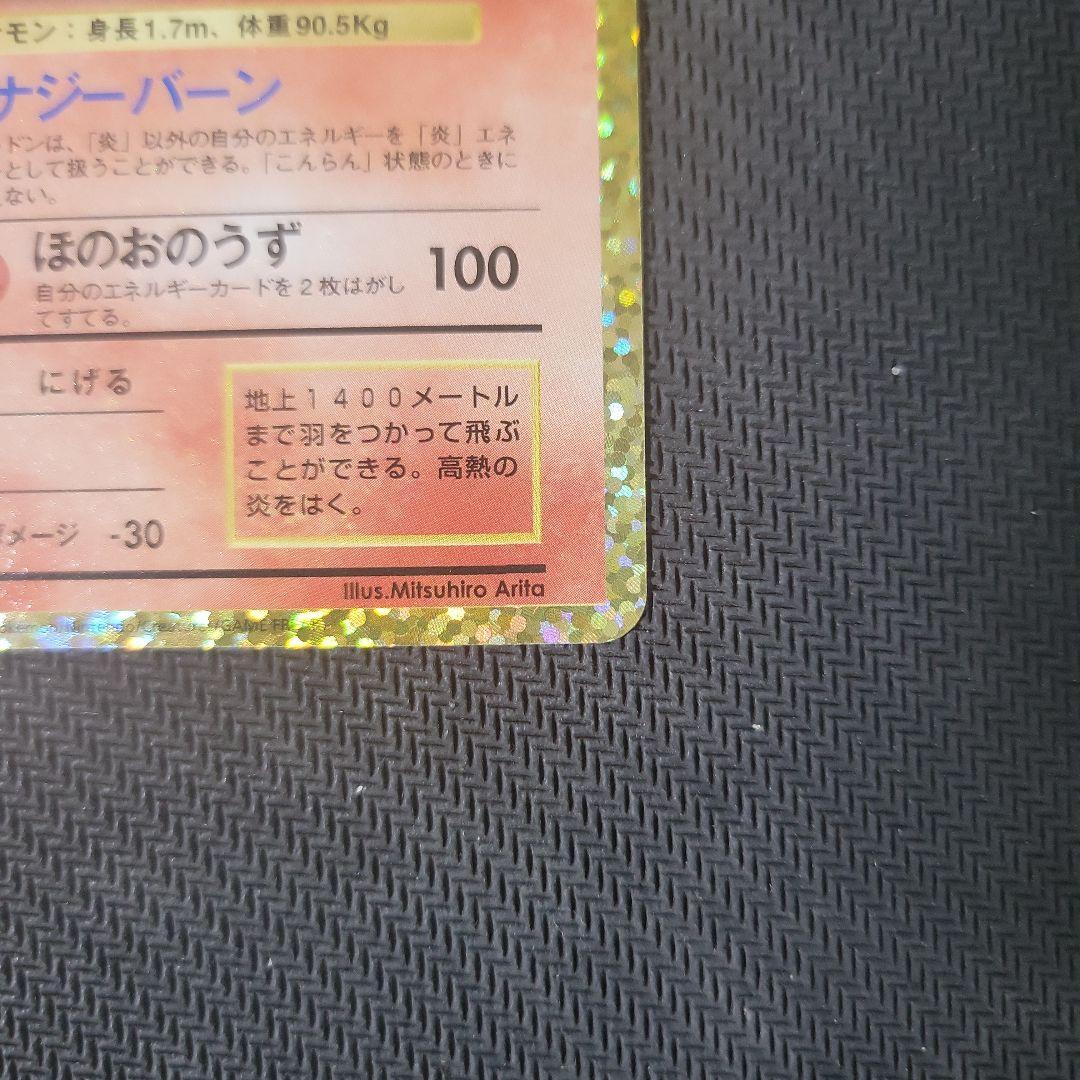 モン：身長1.7m、体重90.5Kg
ナジーバーン
ドンは、「炎」以外の自分のエネルギーを「炎」エネ
として扱うことができる。「こんらん」状態のときに
ない。
ほのおのうず 100
自分のエネルギーカードを2枚はがし
てすてる。
にげる
地上１４００メートル
まで羽をつかって飛ぶ
ことができる。高熱の
炎をはく。
メージ -30
Illus.Mitsuhiro Arita